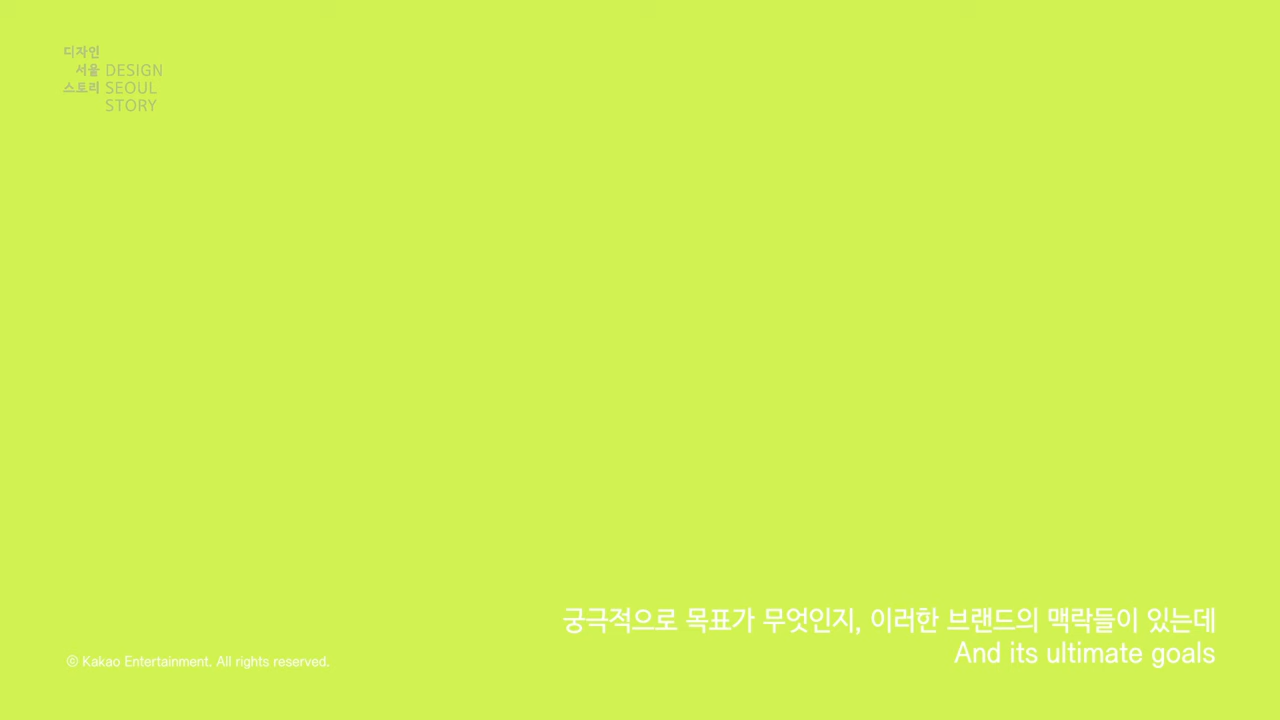 디자인
서울 DESIGN
스토리 SEOUL
STORY
궁극적으로 목표가 무엇인지, 이러한 브랜드의 맥락들이 있는데
And its ultimate goals
ⓒ Kakao Entertainment. All rights reserved.